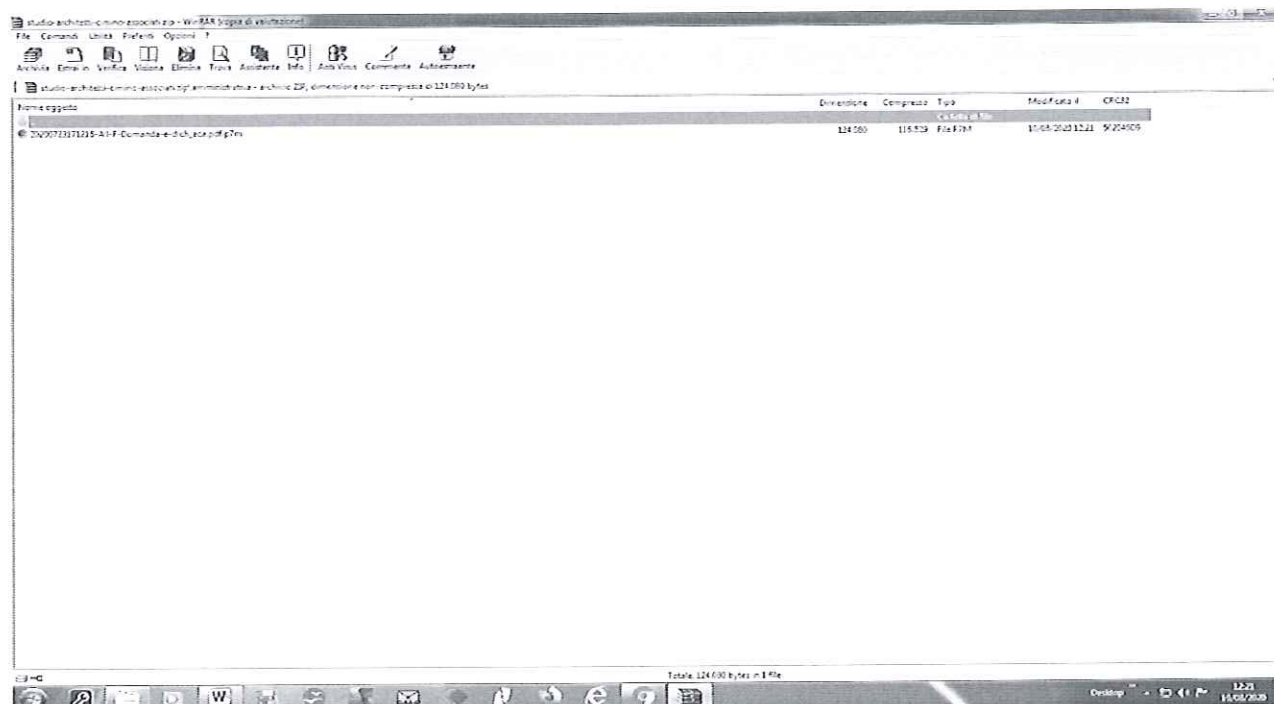 studio-architetti-cimino-associati.zip - WinRAR (copia di valutazione)
File Comandi Utilità Preferiti Opzioni ?
Archivia Estrai in Verifica Visiona Elimina Trova Assistente Info Anti Virus Commento Autoestraente
studio-architetti-cimino-associati.zip\amministrativa - archivio ZIP, dimensione non compressa di 124.080 bytes
Nome oggetto Dimensione Compresso Tipo Modificato il CRC32
Cartella di file
20200723171215-All-F-Domanda-e-dich_aca.pdf.p7m 124.080 File P7M 10/08/2020 12:21
Totale 124.080 bytes in 1 file
Desktop 12:21
10/08/2020